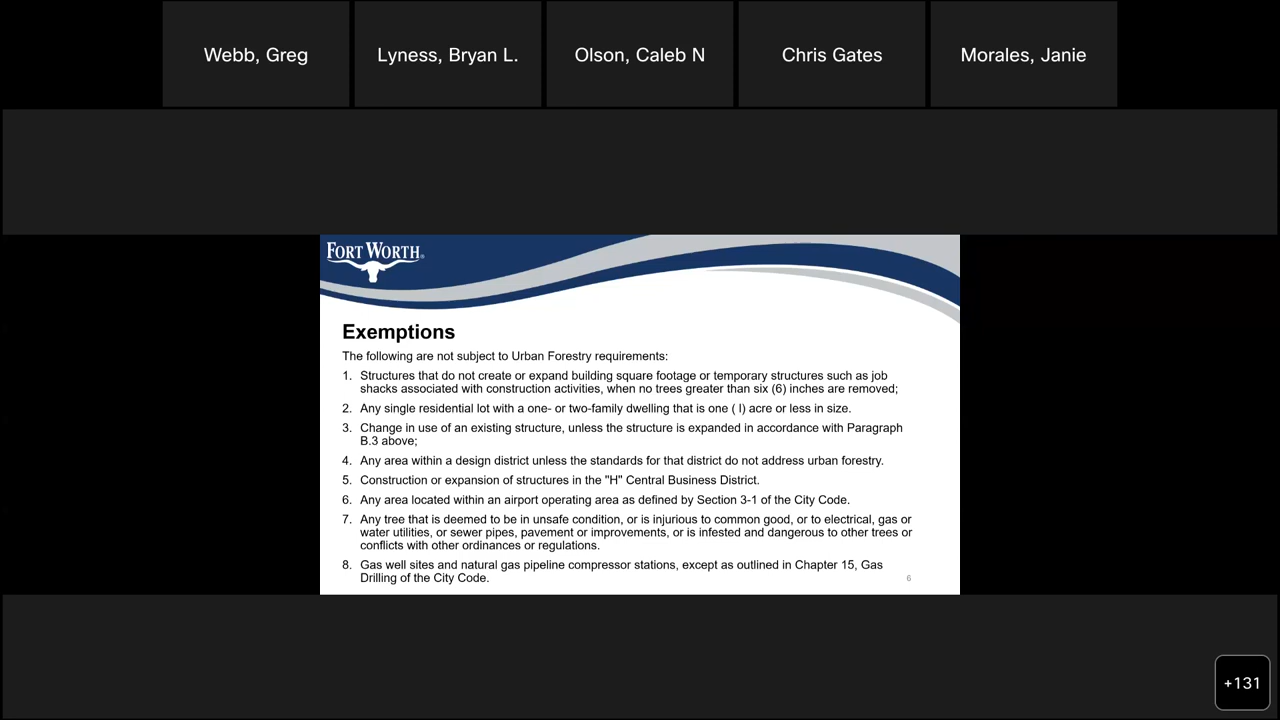 Webb, Greg
Lyness, Bryan L.
Olson, Caleb N
Chris Gates
Morales, Janie
FORT WORTH®
Exemptions
The following are not subject to Urban Forestry requirements:
1. Structures that do not create or expand building square footage or temporary structures such as job
shacks associated with construction activities, when no trees greater than six (6) inches are removed;
2. Any single residential lot with a one- or two-family dwelling that is one ( l) acre or less in size.
3. Change in use of an existing structure, unless the structure is expanded in accordance with Paragraph
B.3 above;
4. Any area within a design district unless the standards for that district do not address urban forestry.
5. Construction or expansion of structures in the "H" Central Business District.
6. Any area located within an airport operating area as defined by Section 3-1 of the City Code.
7. Any tree that is deemed to be in unsafe condition, or is injurious to common good, or to electrical, gas or
water utilities, or sewer pipes, pavement or improvements, or is infested and dangerous to other trees or
conflicts with other ordinances or regulations.
8. Gas well sites and natural gas pipeline compressor stations, except as outlined in Chapter 15, Gas
Drilling of the City Code.
6
+131